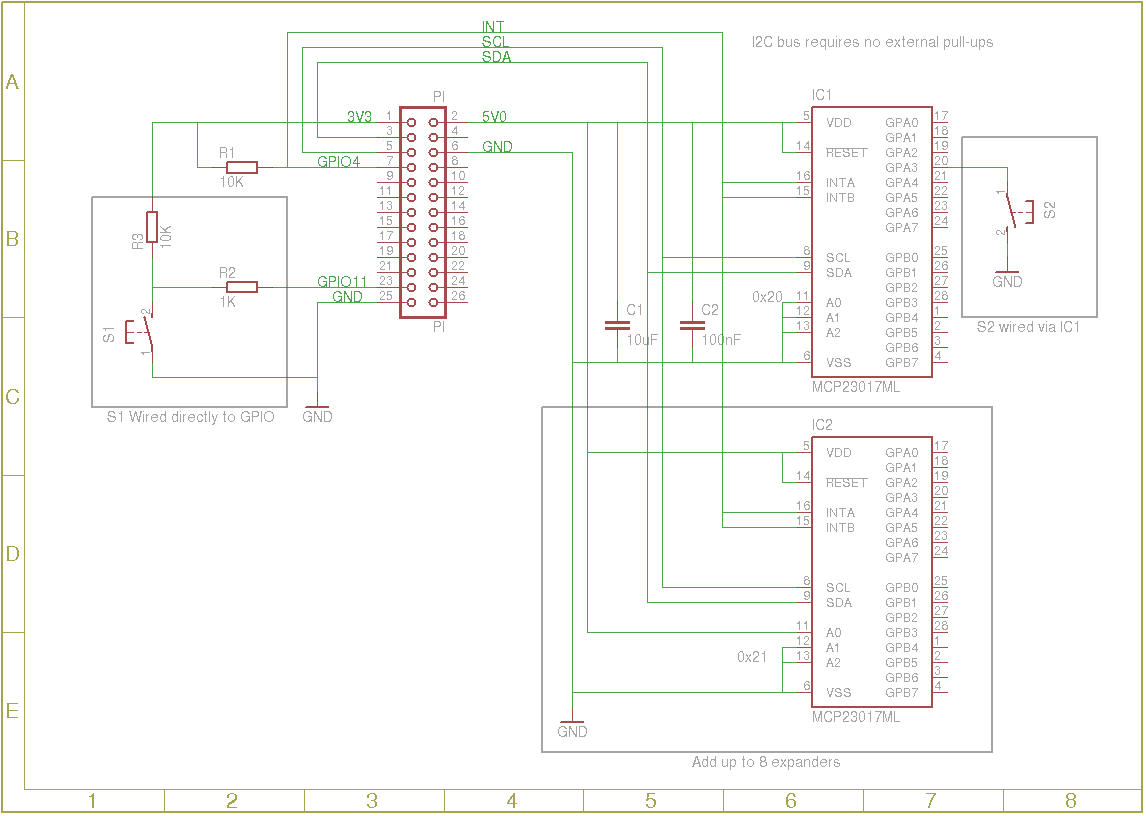 INT
SCL
SDA
I2C bus requires no external pull-ups
A
B
C
D
E
PI
3V3
1
2
5V0
3
4
5
6
GND
GPIO4
7
8
9
10
11
12
13
14
15
16
17
18
19
20
21
22
GPIO11
23
24
GND
25
26
PI
R1
10K
R3
10K
R2
1K
S1
2
1
S1 Wired directly to GPIO
GND
C1
10uF
C2
100nF
IC1
5 VDD GPA0 17
GPA1 18
14 RESET GPA2 19
GPA3 20
16 INTA GPA4 21
15 INTB GPA5 22
GPA6 23
GPA7 24
8 SCL GPB0 25
9 SDA GPB1 26
GPB2 27
0x20 11 A0 GPB3 28
12 A1 GPB4 1
13 A2 GPB5 2
GPB6 3
6 VSS GPB7 4
MCP23017ML
1
2
S2
GND
S2 wired via IC1
IC2
5 VDD GPA0 17
GPA1 18
14 RESET GPA2 19
GPA3 20
16 INTA GPA4 21
15 INTB GPA5 22
GPA6 23
GPA7 24
8 SCL GPB0 25
9 SDA GPB1 26
GPB2 27
11 A0 GPB3 28
12 A1 GPB4 1
0x21 13 A2 GPB5 2
GPB6 3
6 VSS GPB7 4
MCP23017ML
GND
Add up to 8 expanders
1 2 3 4 5 6 7 8